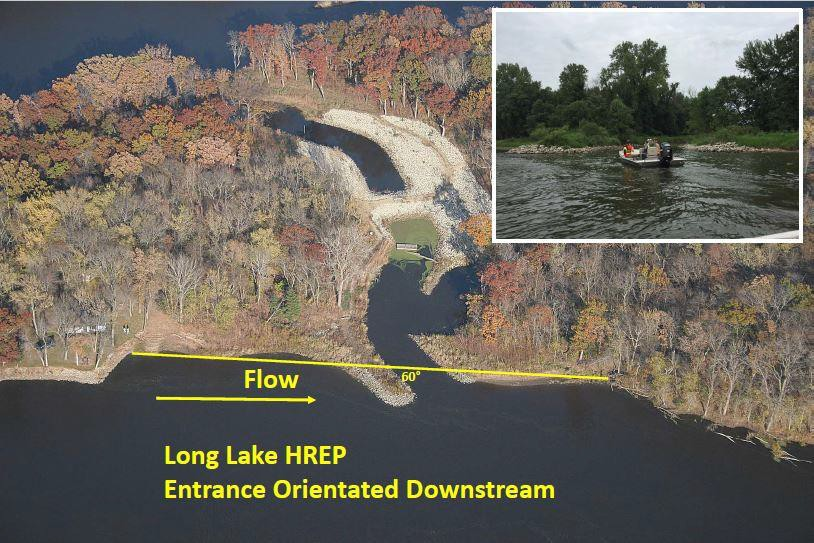 Flow
60°
Long Lake HREP
Entrance Orientated Downstream